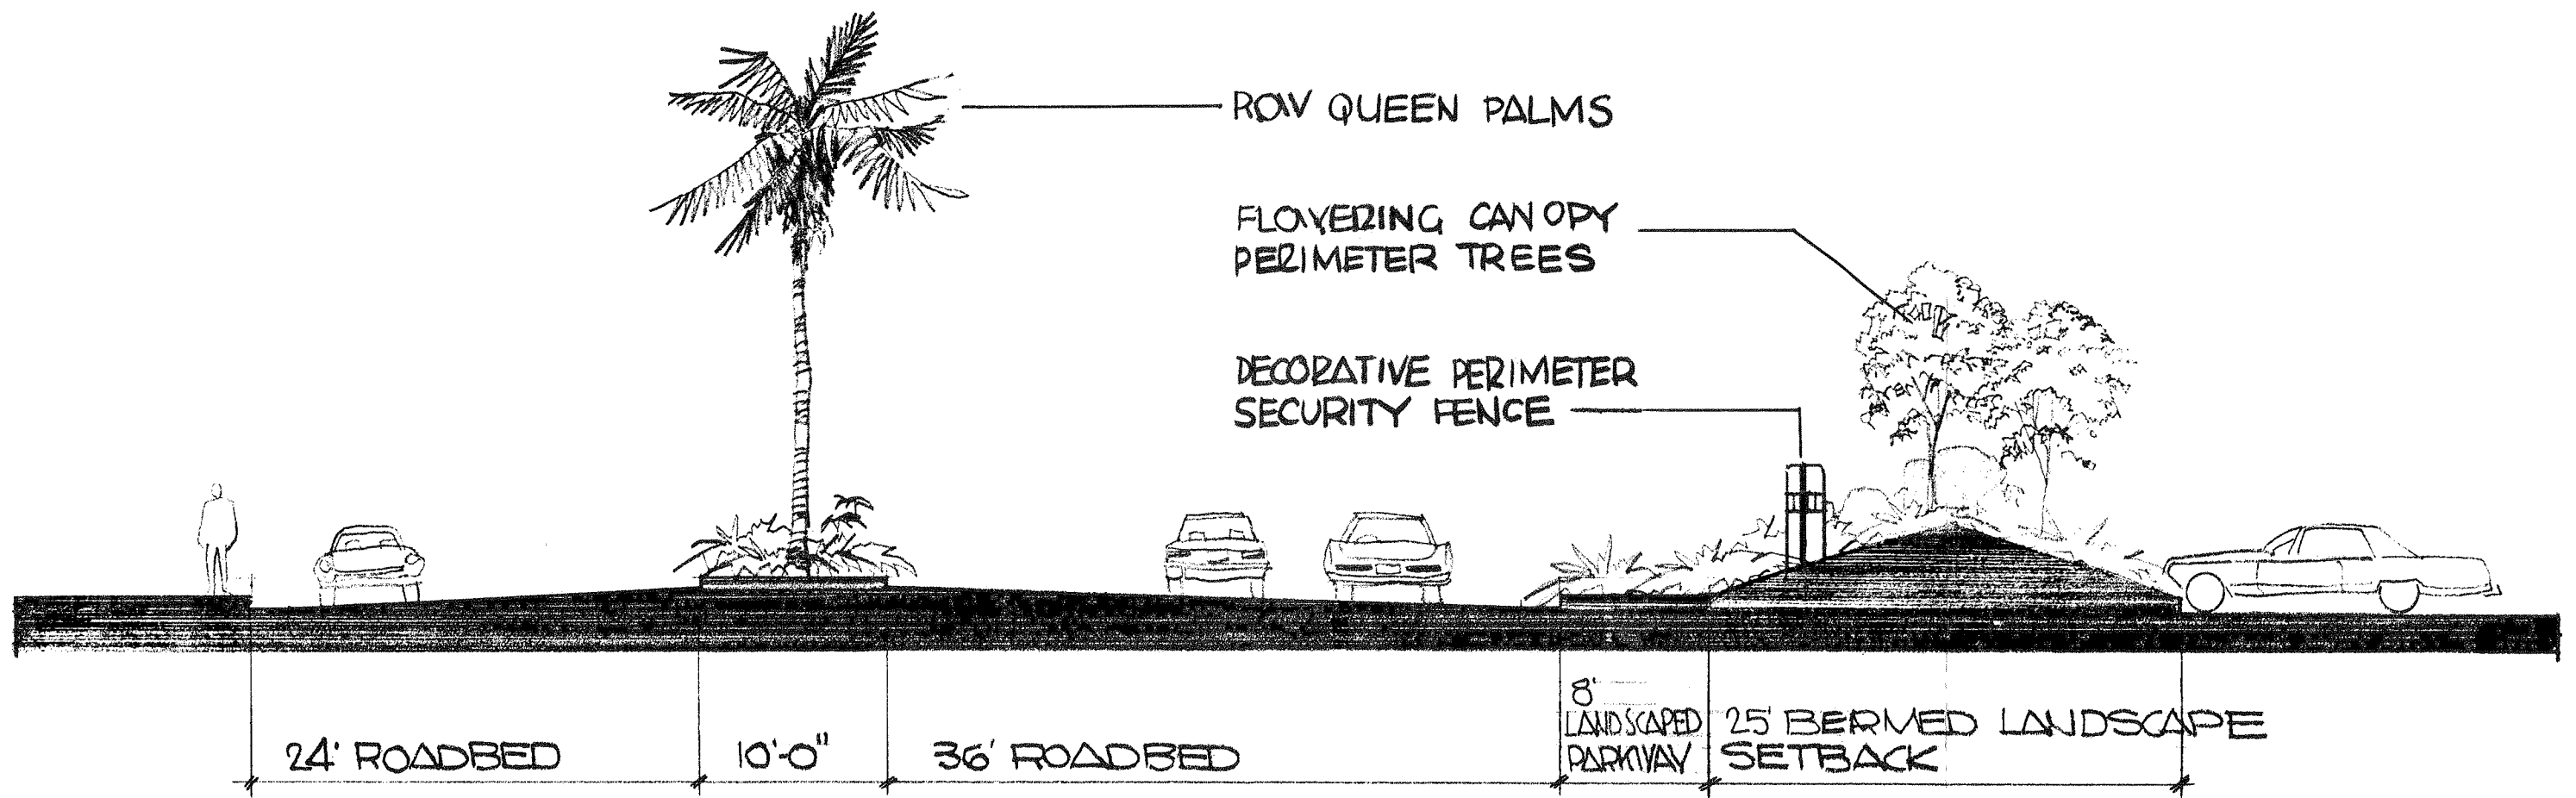 ROW QUEEN PALMS
FLOWERING CANOPY
PERIMETER TREES
DECORATIVE PERIMETER
SECURITY FENCE
24' ROADBED
10'-0"
36' ROADBED
8'
LANDSCAPED
PARKWAY
25' BERMED LANDSCAPE
SETBACK